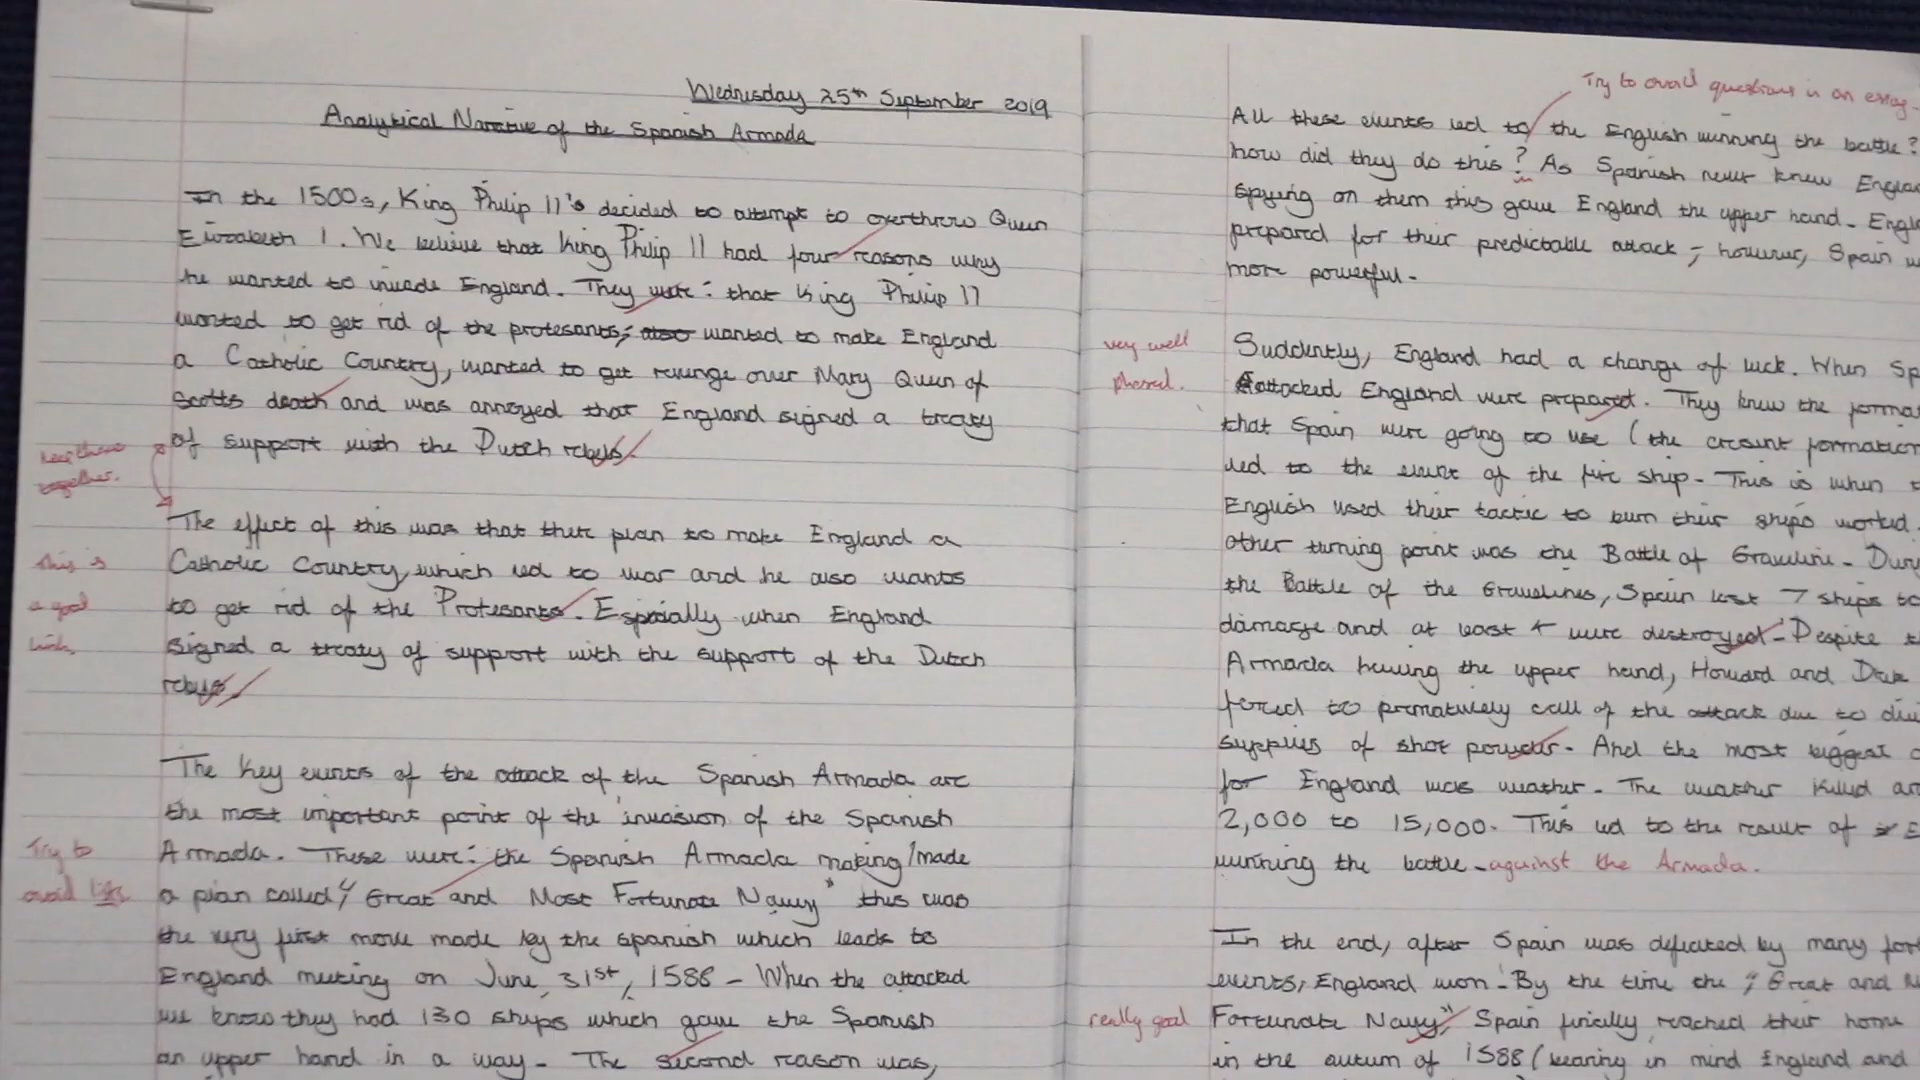 Wednesday 25th September 2019
Analytical Narrative of the Spanish Armada
In the 1500s, King Philip II's decided to attempt to overthrow Queen
Elizabeth I. We believe that King Philip II had four reasons why
he wanted to invade England. They were: that King Philip II
wanted to get rid of the protesants, also wanted to make England
a Catholic Country, wanted to get revenge over Mary Queen of
Scotts death and was annoyed that England signed a treaty
of support with the Dutch rebels.
keep these
together.
The effect of this was that their plan to make England a
Catholic Country, which led to war and he also wants
to get rid of the Protesants. Espically when England
signed a treaty of support with the support of the Dutch
rebels.
This is
a good
link.
The key events of the attack of the Spanish Armada are
the most important point of the invasion of the Spanish
Armada. These were: the Spanish Armada making/made
a plan called "Great and Most Fortunate Navy" this was
the very first move made by the spanish which leads to
England meeting on June, 31st, 1588. When the attacked
we know they had 130 ships which gave the Spanish
an upper hand in a way. The second reason was,
Try to
avoid
Try to avoid questions in an essay.
All these events led to the English winning the battle?
how did they do this? As Spanish never knew
spying on them this gave England the upper hand.
prepared for their predictable attack; however, Spain
more powerful.
very well
phrased.
Suddently, England had a change of luck. When
attacked England were prepared. They knew the
that Spain were going to use (the cresent formation
led to the event of the fire ship. This is when
English used their tactic to burn their ships worked.
other turning point was the Battle of Graveline.
the Battle of the Gravelines, Spain lost 7 ships to
damage and at least 4 were destroyed. Despite
Armada having the upper hand, Howard and
forced to prematurely call of the attack due to
supplies of shot powder. And the most biggest
for England was weather. The weather killed
2,000 to 15,000. This led to the result of
winning the battle. against the Armada.
In the end, after Spain was defeated by many
events, England won. By the time the "Great and
Fortunate Navy", Spain finially reached their home
in the autum of 1588 (bearing in mind England and
really good